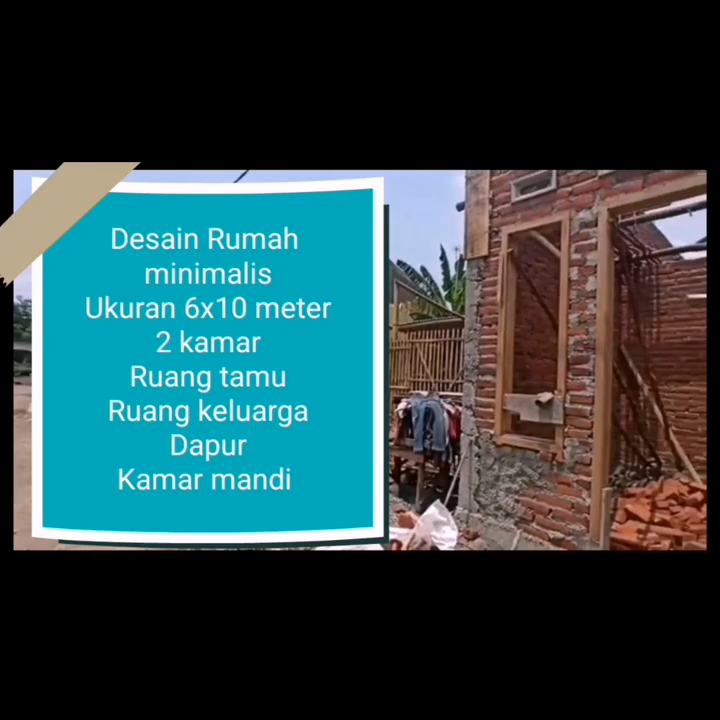 Desain Rumah
minimalis
Ukuran 6x10 meter
2 kamar
Ruang tamu
Ruang keluarga
Dapur
Kamar mandi